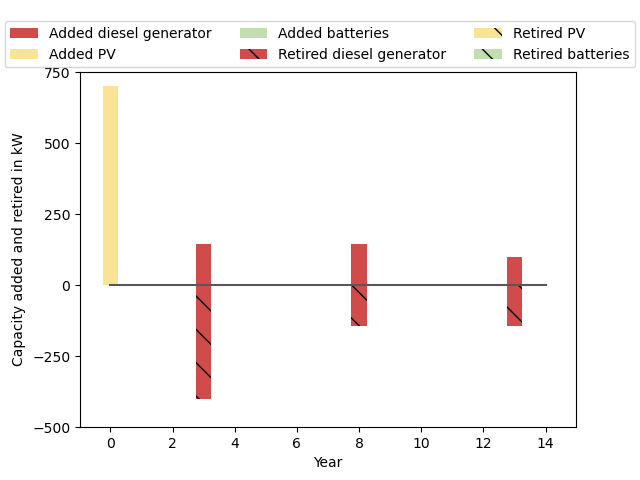 Added diesel generator Added batteries Retired PV
Added PV Retired diesel generator Retired batteries
750
500
250
0
−250
−500
Capacity added and retired in kW
0 2 4 6 8 10 12 14
Year